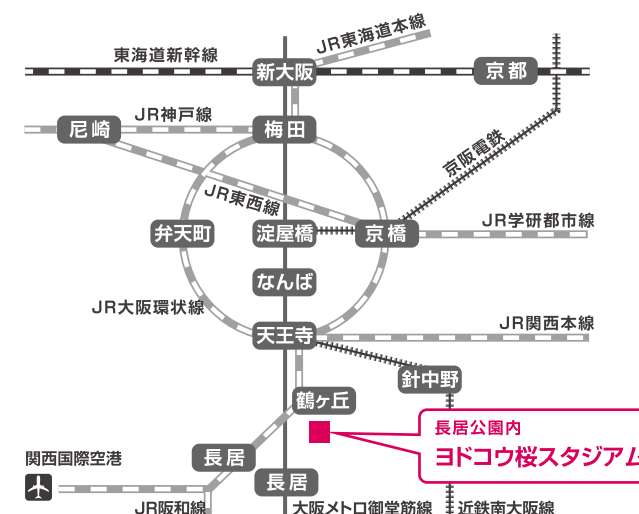 JR東海道本線
東海道新幹線
新大阪
京都
JR神戸線
尼崎
梅田
京阪電鉄
JR東西線
JR学研都市線
弁天町
淀屋橋
京橋
なんば
JR大阪環状線
JR関西本線
天王寺
針中野
鶴ヶ丘
長居公園内
ヨドコウ桜スタジアム
関西国際空港
長居
長居
JR阪和線
大阪メトロ御堂筋線
近鉄南大阪線